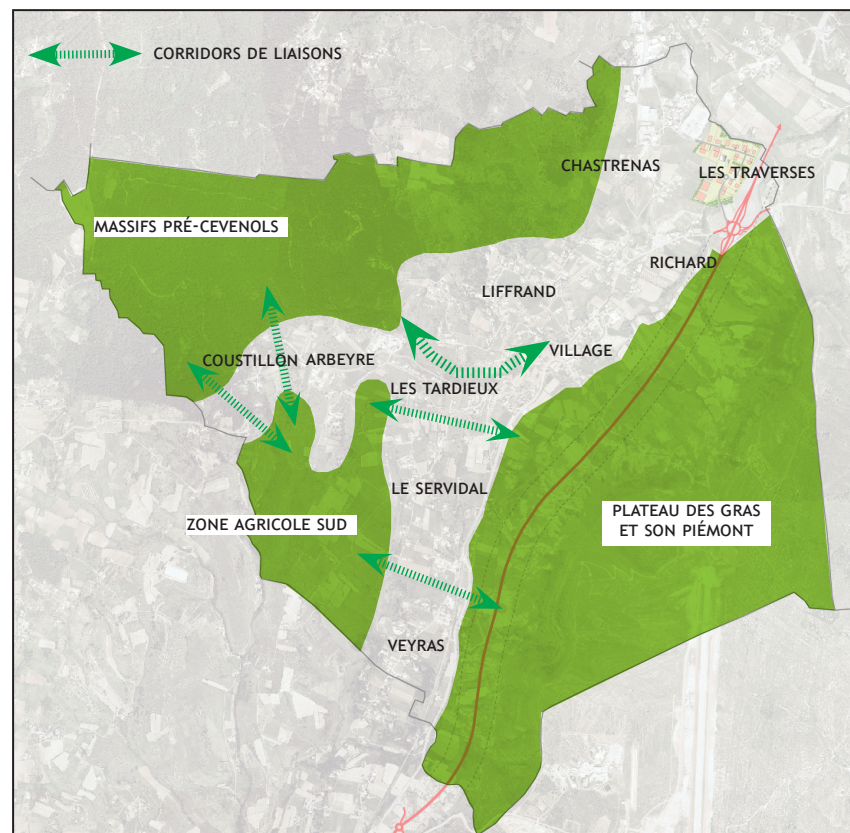 CORRIDORS DE LIAISONS
CHASTRENAS
LES TRAVERSES
MASSIFS PRÉ-CEVENOLS
RICHARD
LIFFRAND
VILLAGE
COUSTILLON ARBEYRE
LES TARDIEUX
LE SERVIDAL
PLATEAU DES GRAS
ET SON PIÉMONT
ZONE AGRICOLE SUD
VEYRAS